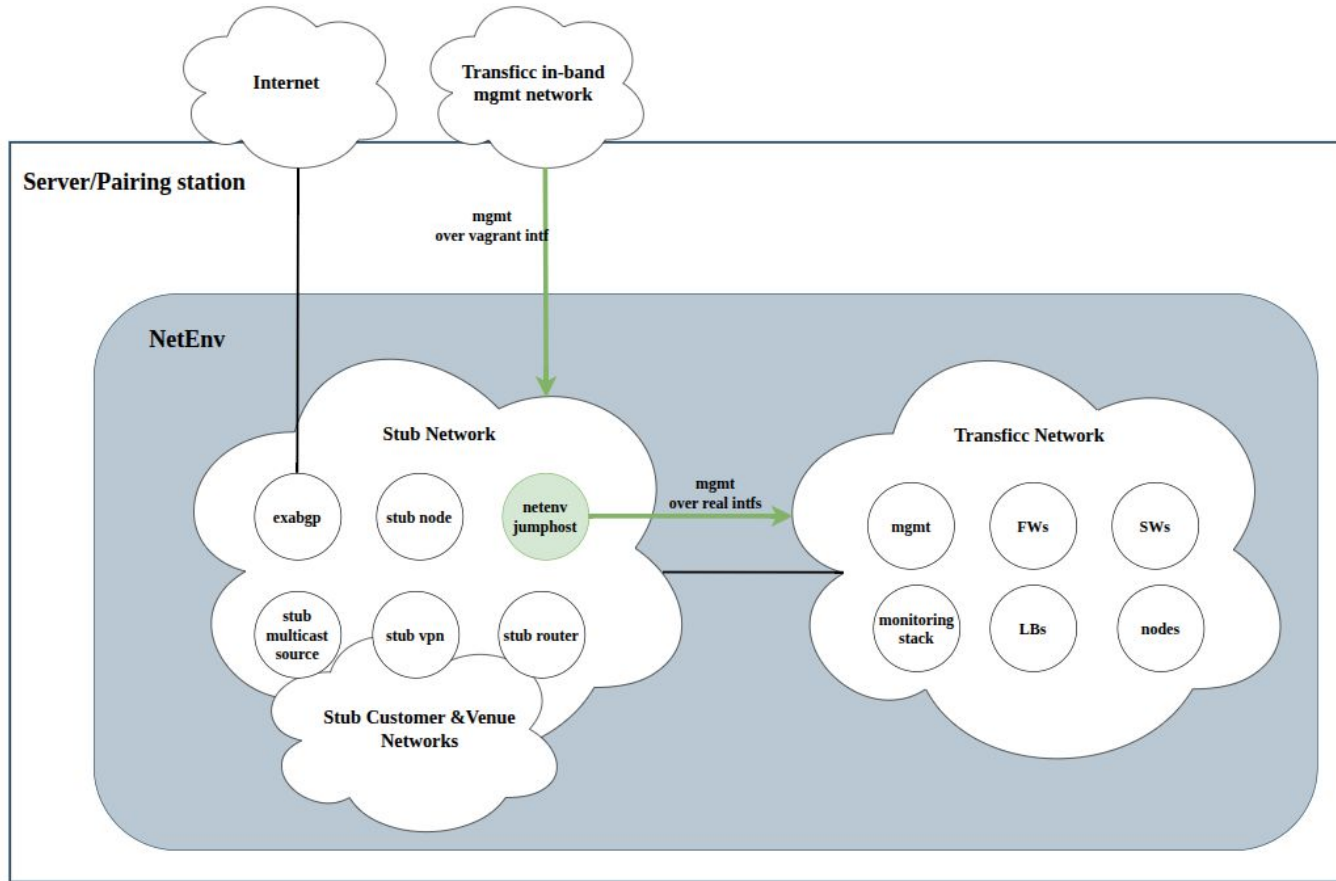 Internet
Transficc in-band
mgmt network
Server/Pairing station
mgmt
over vagrant intf
NetEnv
Stub Network
Transficc Network
exabgp
stub node
netenv
jumphost
mgmt
over real intfs
mgmt
FWs
SWs
stub
multicast
source
stub vpn
stub router
monitoring
stack
LBs
nodes
Stub Customer &Venue
Networks